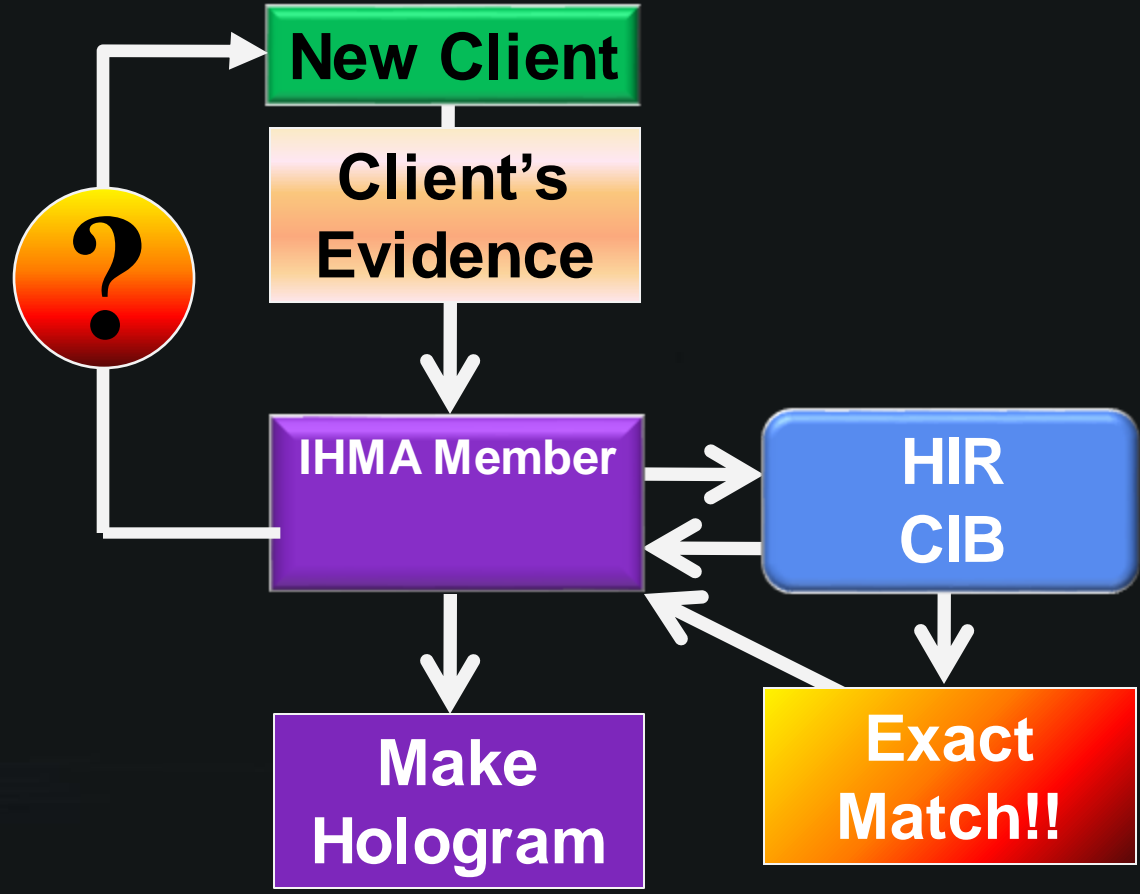 New Client
Client’s
Evidence
?
IHMA Member
HIR
CIB
Make
Hologram
Exact
Match!!